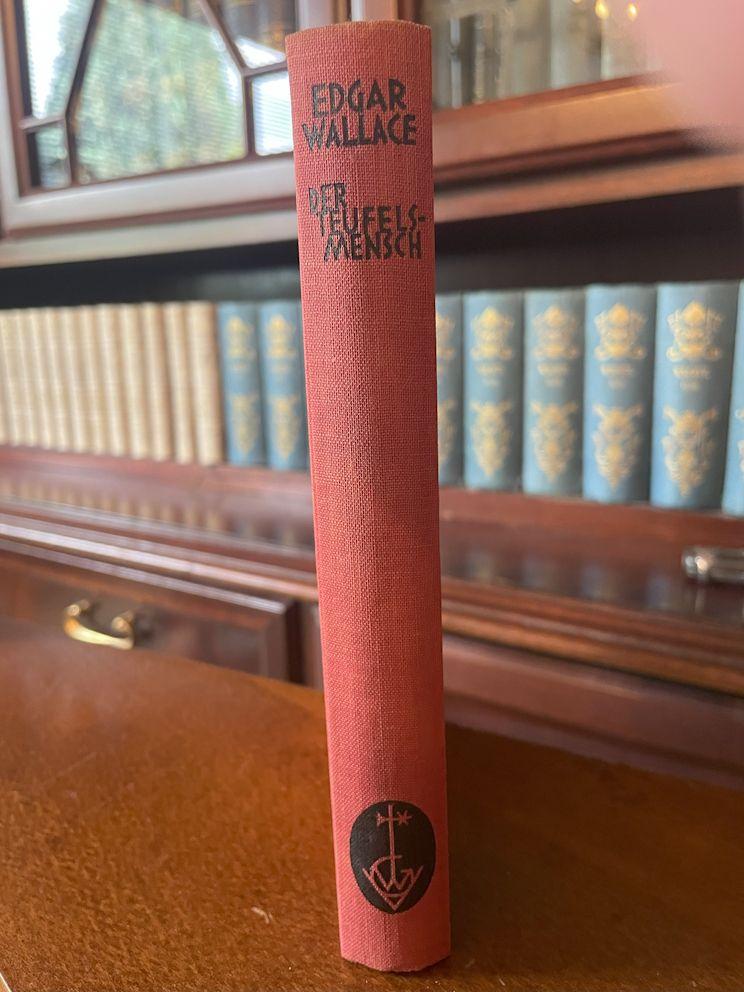 EDGAR
WALLACE
DER
TEUFELS-
MENSCH